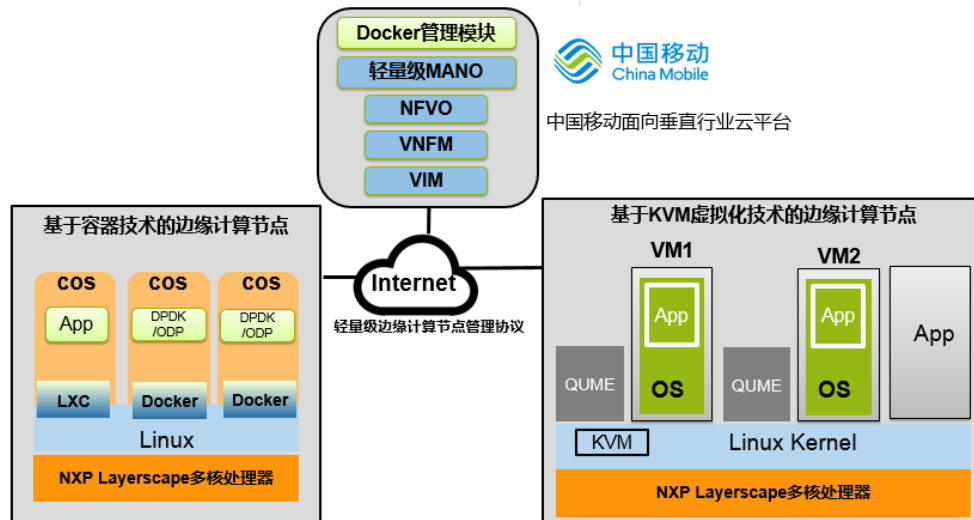 Docker管理模块
轻量级MANO
NFVO
VNFM
VIM
中国移动
China Mobile
中国移动面向垂直行业云平台
基于容器技术的边缘计算节点
COS
COS
COS
App
DPDK
/ODP
DPDK
/ODP
LXC
Docker
Docker
Linux
NXP Layerscape多核处理器
Internet
轻量级边缘计算节点管理协议
基于KVM虚拟化技术的边缘计算节点
VM1
VM2
App
App
App
QUME
OS
QUME
OS
KVM
Linux Kernel
NXP Layerscape多核处理器